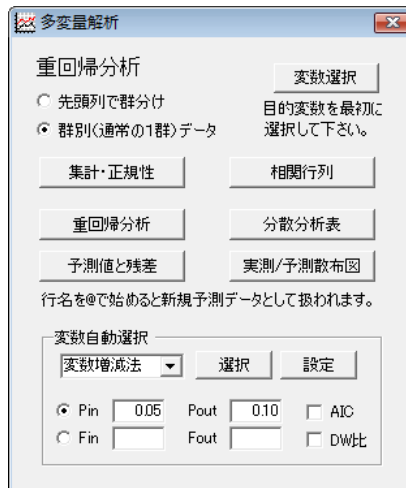 多変量解析
重回帰分析
変数選択
先頭列で群分け
目的変数を最初に
選択して下さい。
群別(通常の1群)データ
集計・正規性
相関行列
重回帰分析
分散分析表
予測値と残差
実測/予測散布図
行名を@で始めると新規予測データとして扱われます。
変数自動選択
変数増減法
選択
設定
Pin 0.05 Pout 0.10 AIC
Fin Fout DW比